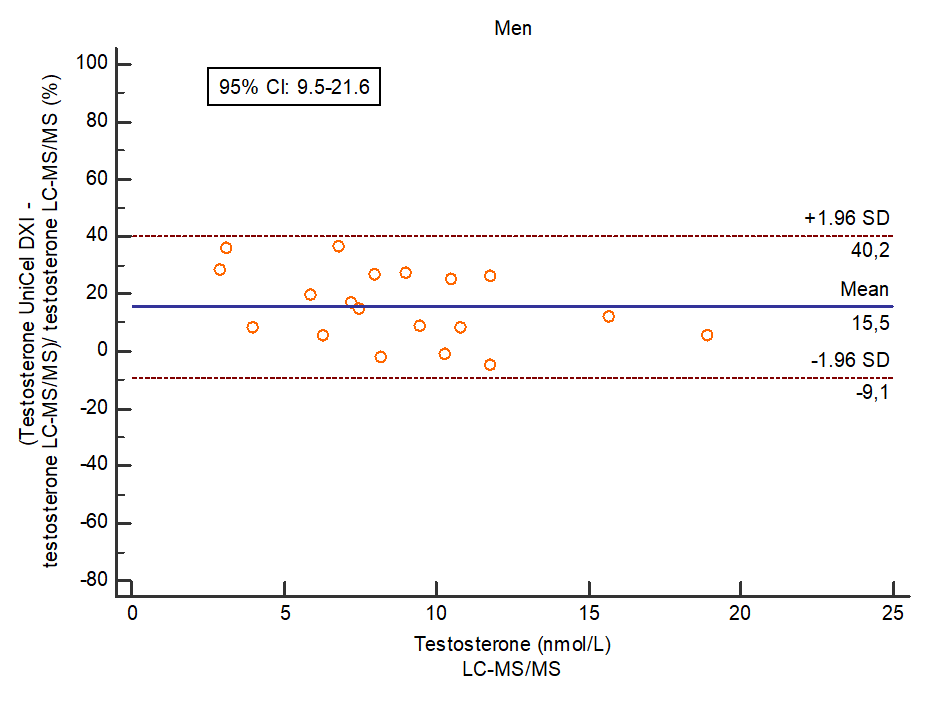 Men
95% CI: 9.5-21.6
(Testosterone UniCel DXI -
testosterone LC-MS/MS)/ testosterone LC-MS/MS (%)
100
80
60
40
20
0
-20
-40
-60
-80
+1.96 SD
40,2
Mean
15,5
-1.96 SD
-9,1
0
5
10
15
20
25
Testosterone (nmol/L)
LC-MS/MS